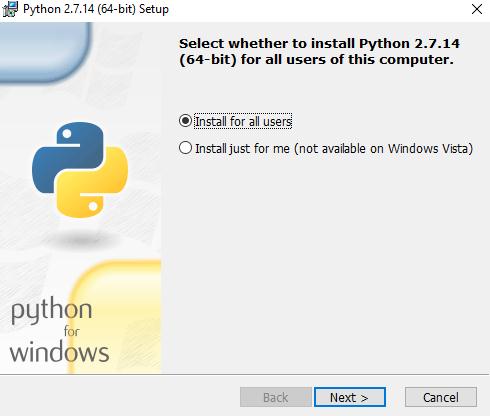 Python 2.7.14 (64-bit) Setup
Select whether to install Python 2.7.14
(64-bit) for all users of this computer.
Install for all users
Install just for me (not available on Windows Vista)
python
for
windows
Back
Next >
Cancel